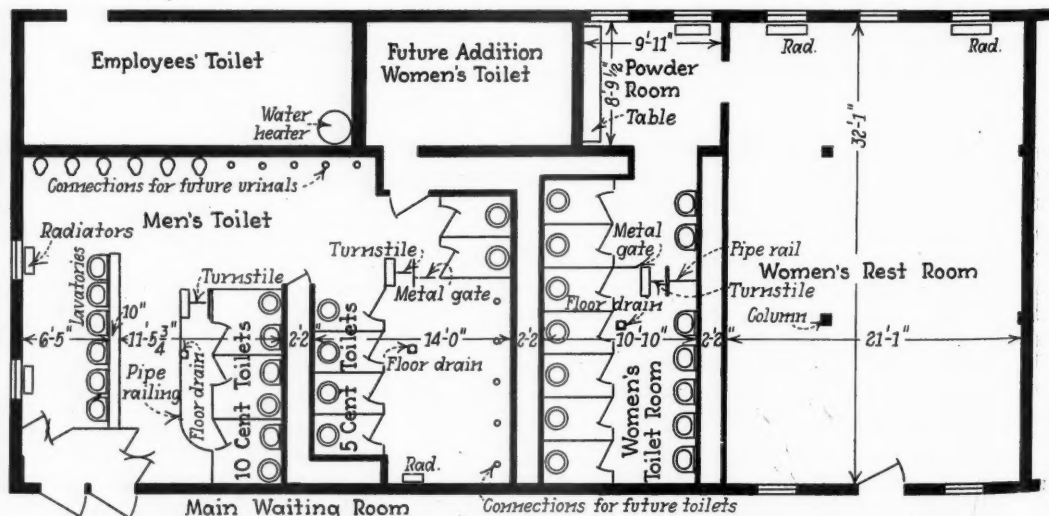 Employees' Toilet
Water
heater
Future Addition
Women's Toilet
9'-11"
8'-9½"
Powder
Room
Table
Rad.
Rad.
32'-1"
Connections for future urinals
Men's Toilet
Radiators
Lavatories
Turnstile
Turnstile
Metal gate
Metal
gate
Pipe rail
Women's Rest Room
Turnstile
Floor drain
Column
6'-5"
10"
11'-5¾"
2'-2"
14'-0"
2'-2
10'-10"
2'-2"
21'-1"
Pipe
railing
Floor drain
10 Cent Toilets
5 Cent Toilets
Floor drain
Women's
Toilet Room
Rad.
Main Waiting Room
Connections for future toilets